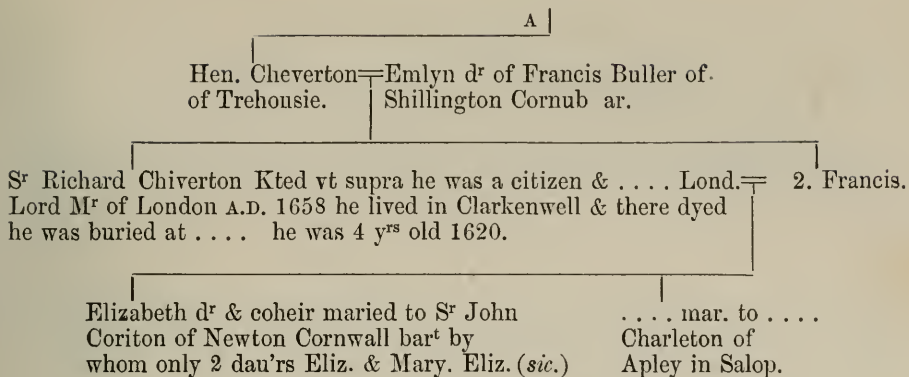 A
Hen. Cheverton=Emlyn dʳ of Francis Buller of
of Trehousie. Shillington Cornub ar.
Sʳ Richard Chiverton Kted vt supra he was a citizen & . . . . Lond.= 2. Francis.
Lord Mʳ of London A.D. 1658 he lived in Clarkenwell & there dyed
he was buried at . . . . he was 4 yʳˢ old 1620.
Elizabeth dʳ & coheir maried to Sʳ John
Coriton of Newton Cornwall barᵗ by
whom only 2 dau'rs Eliz. & Mary. Eliz. (sic.)
. . . . mar. to . . . .
Charleton of
Apley in Salop.